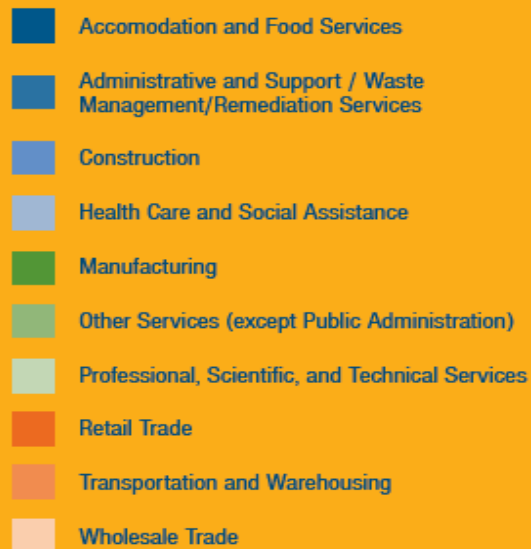 Accomodation and Food Services
Administrative and Support / Waste
Management/Remediation Services
Construction
Health Care and Social Assistance
Manufacturing
Other Services (except Public Administration)
Professional, Scientific, and Technical Services
Retail Trade
Transportation and Warehousing
Wholesale Trade